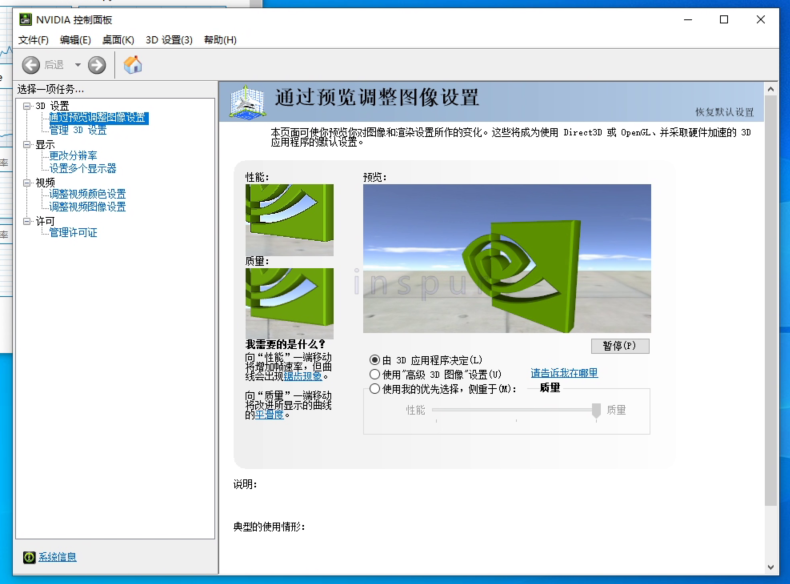 NVIDIA 控制面板
文件(F) 编辑(E) 桌面(K) 3D 设置(3) 帮助(H)
后退
选择一项任务...
3D 设置
通过预览调整图像设置
管理 3D 设置
显示
更改分辨率
设置多个显示器
视频
调整视频颜色设置
调整视频图像设置
许可
管理许可证
系统信息
通过预览调整图像设置
恢复默认设置
本页面可使你预览你对图像和渲染设置所作的变化。这些将成为使用 Direct3D 或 OpenGL、并采取硬件加速的 3D
应用程序的默认设置。
性能:
预览:
质量:
inspu
暂停(P)
我需要的是什么?
向“性能”一端移动
将增加帧速率,但曲
线会出现锯齿现象。
向“质量”一端移动
将改进所显示的曲线
的平滑度。
由 3D 应用程序决定(L)
使用“高级 3D 图像”设置(U) 请告诉我在哪里
使用我的优先选择,侧重于(M): 质量
性能 质量
说明:
典型的使用情形:
率
率